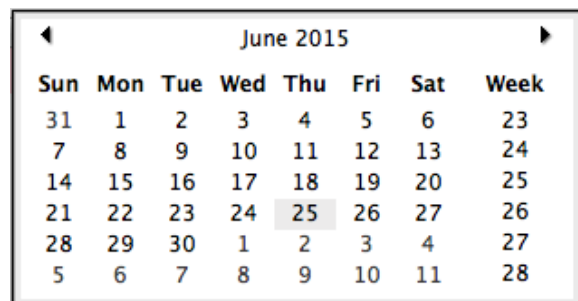 June 2015
Sun Mon Tue Wed Thu Fri Sat Week
31 1 2 3 4 5 6 23
7 8 9 10 11 12 13 24
14 15 16 17 18 19 20 25
21 22 23 24 25 26 27 26
28 29 30 1 2 3 4 27
5 6 7 8 9 10 11 28